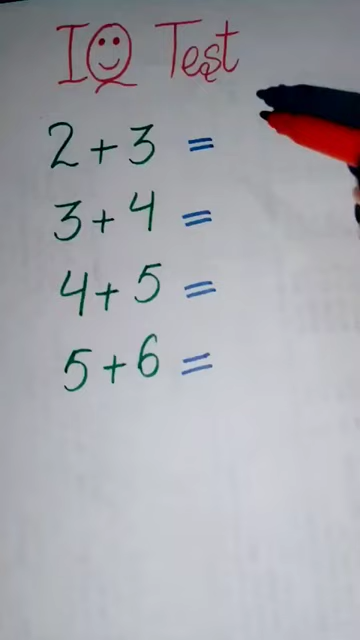 IQ Test
2+3 =
3+4 =
4+5 =
5+6 =